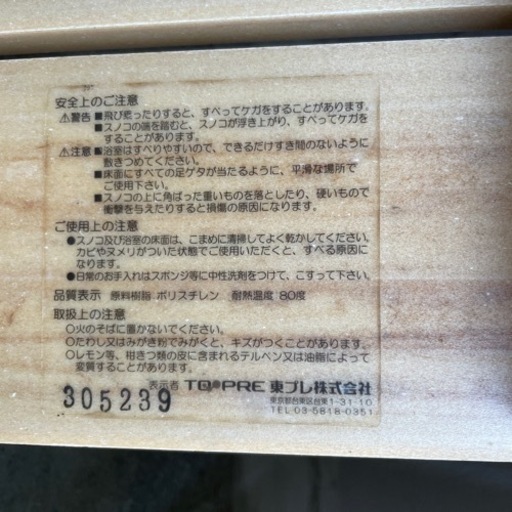 安全上のご注意
⚠警告 ■飛び乗ったりすると、すべってケガをすることがあります。
■スノコの端を踏むと、スノコが浮き上がり、すべってケガを
することがあります。
⚠注意 ■浴室はすべりやすいので、できるだけすき間のないように
敷きつめてください。
■床面にすべての足ゲタが当たるように、平滑な場所で
ご使用下さい。
■スノコの上に角ばった重いものを落としたり、硬いもので
衝撃を与えたりすると損傷の原因になります。
ご使用上の注意
●スノコ及び浴室の床面は、こまめに清掃してよく乾かしてください。
カビやヌメリがついた状態でご使用いただくと、すべる原因に
なります。
●日常のお手入れはスポンジ等に中性洗剤をつけて、こすって下さい。
品質表示 原料樹脂 ポリスチレン 耐熱温度 80度
取扱上の注意
○火のそばに置かないでください。
○たわし又はみがき粉でみがくと、キズがつくことがあります。
○レモン等、柑きつ類の皮に含まれるテルペン又は油脂によって
変質することがあります。
表示者 TOPRE 東プレ株式会社
305239
東京都台東区台東1-31-10
TEL 03-5818-0351